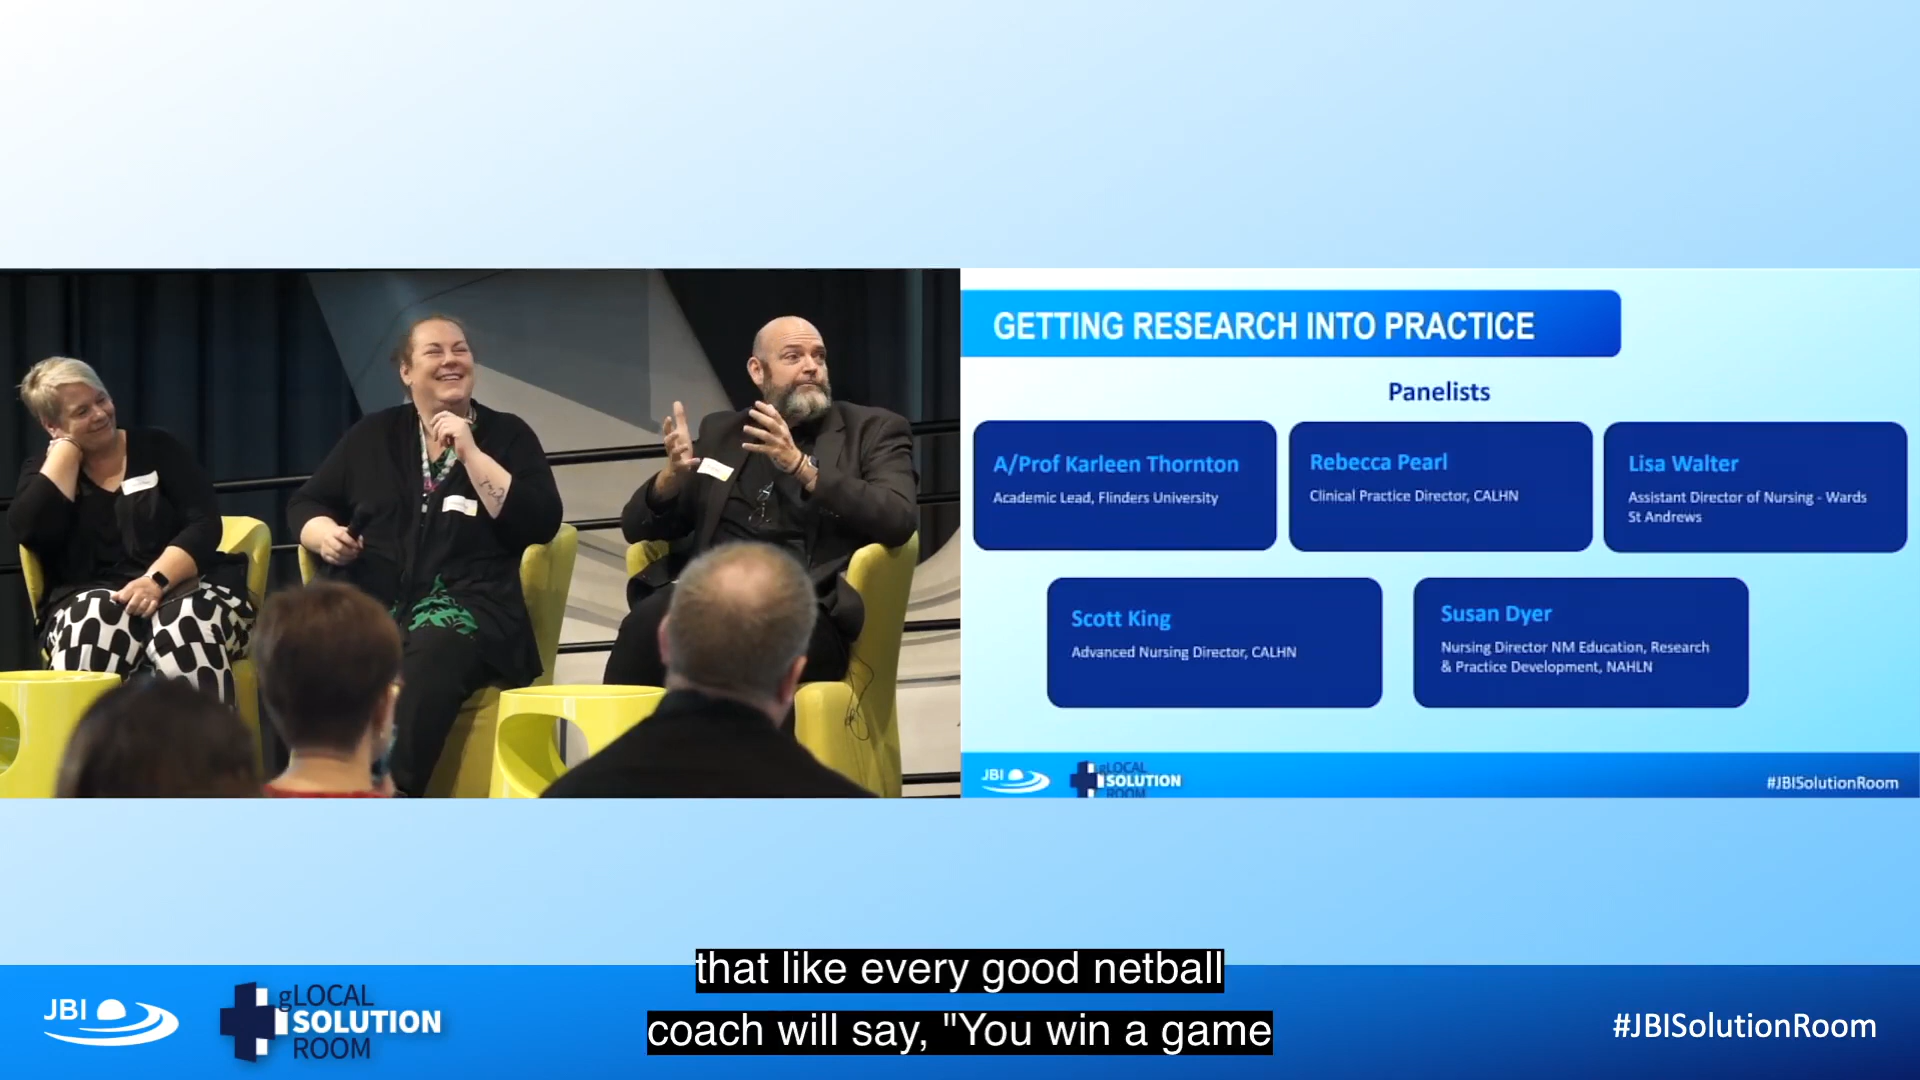 GETTING RESEARCH INTO PRACTICE
Panelists
A/Prof Karleen Thornton
Academic Lead, Flinders University
Rebecca Pearl
Clinical Practice Director, CALHN
Lisa Walter
Assistant Director of Nursing - Wards
St Andrews
Scott King
Advanced Nursing Director, CALHN
Susan Dyer
Nursing Director NM Education, Research
& Practice Development, NAHLN
JBI
gLOCAL
SOLUTION
ROOM
#JBISolutionRoom
that like every good netball
coach will say, "You win a game
JBI
gLOCAL
SOLUTION
ROOM
#JBISolutionRoom